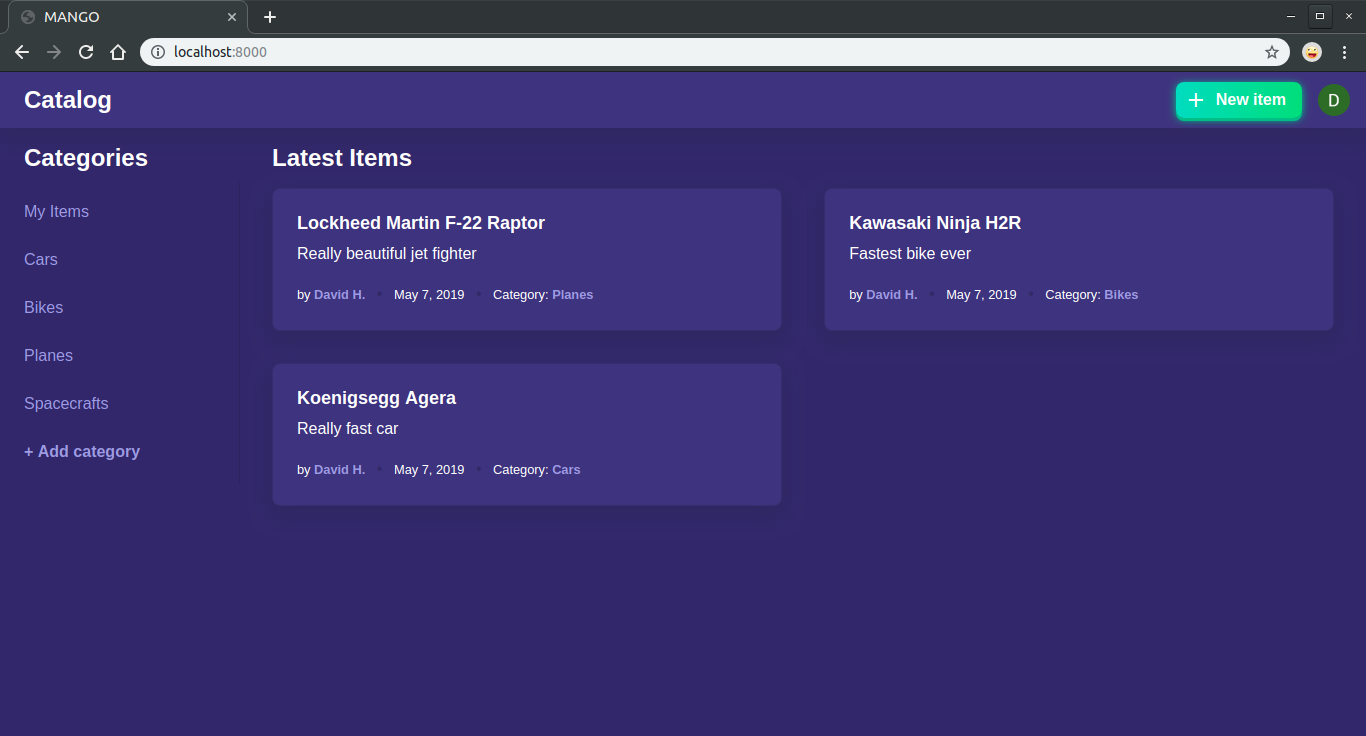 MANGO
localhost:8000
Catalog
+ New item
D
Categories
My Items
Cars
Bikes
Planes
Spacecrafts
+ Add category
Latest Items
Lockheed Martin F-22 Raptor
Really beautiful jet fighter
by David H. • May 7, 2019 • Category: Planes
Kawasaki Ninja H2R
Fastest bike ever
by David H. • May 7, 2019 • Category: Bikes
Koenigsegg Agera
Really fast car
by David H. • May 7, 2019 • Category: Cars